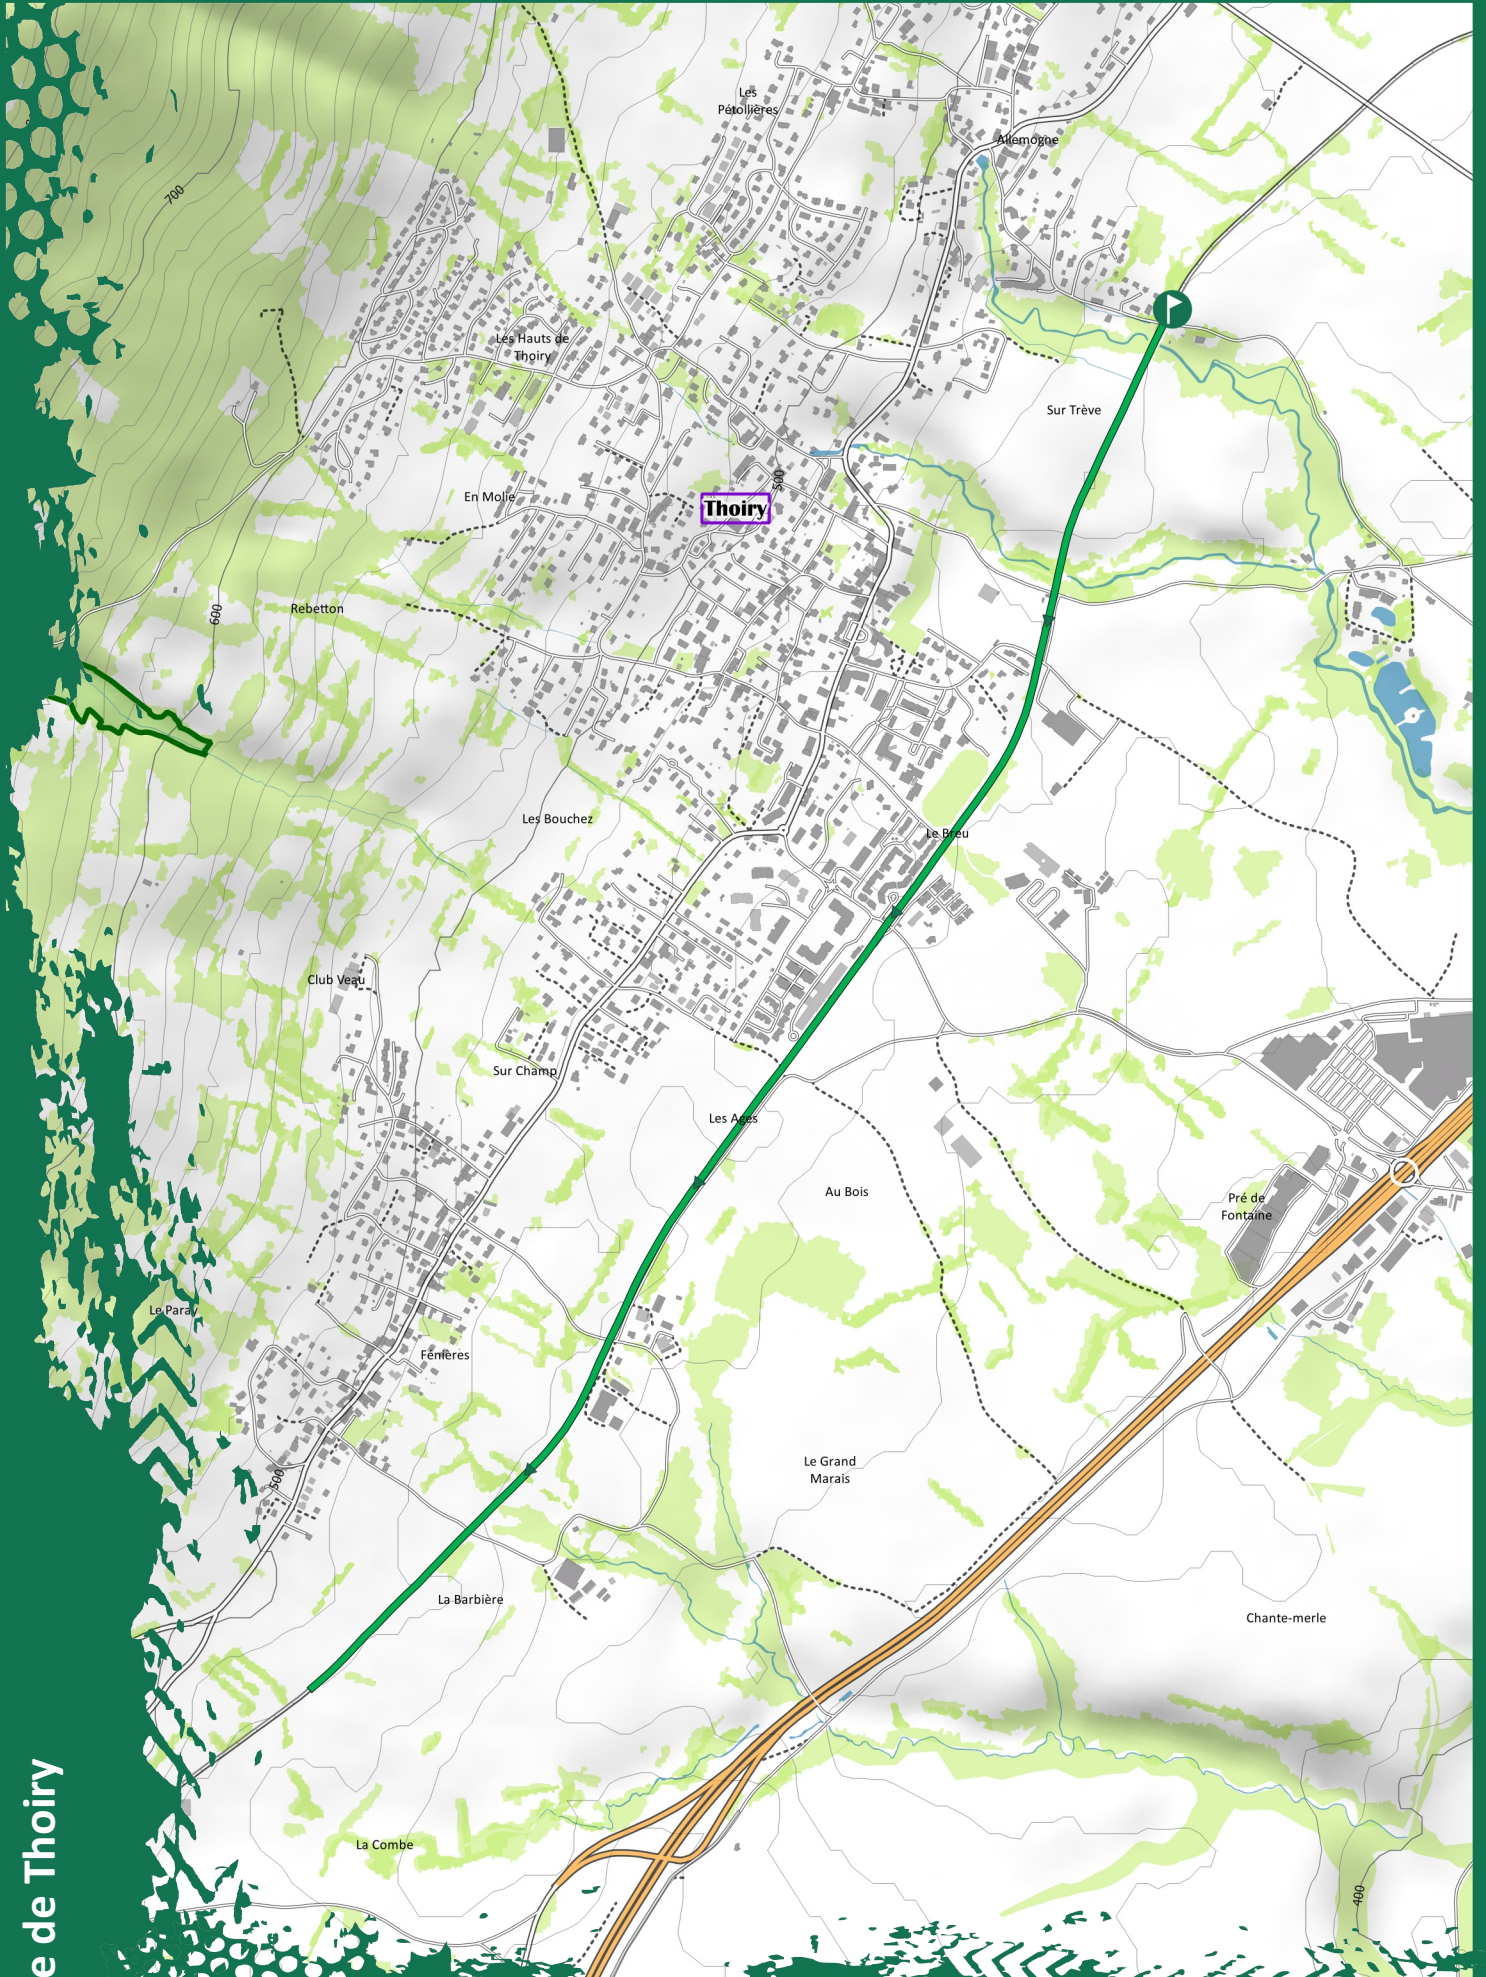 Les
Pétollières
Allemogne
700
Les Hauts de
Thoiry
Sur Trève
500
En Molie
Thoiry
Rebetton
600
Les Bouchez
Le Breu
Club Veau
Sur Champ
Les Ages
Au Bois
Pré de
Fontaine
Le Paray
Fenières
Le Grand
Marais
500
La Barbière
Chante-merle
La Combe
400
e de Thoiry